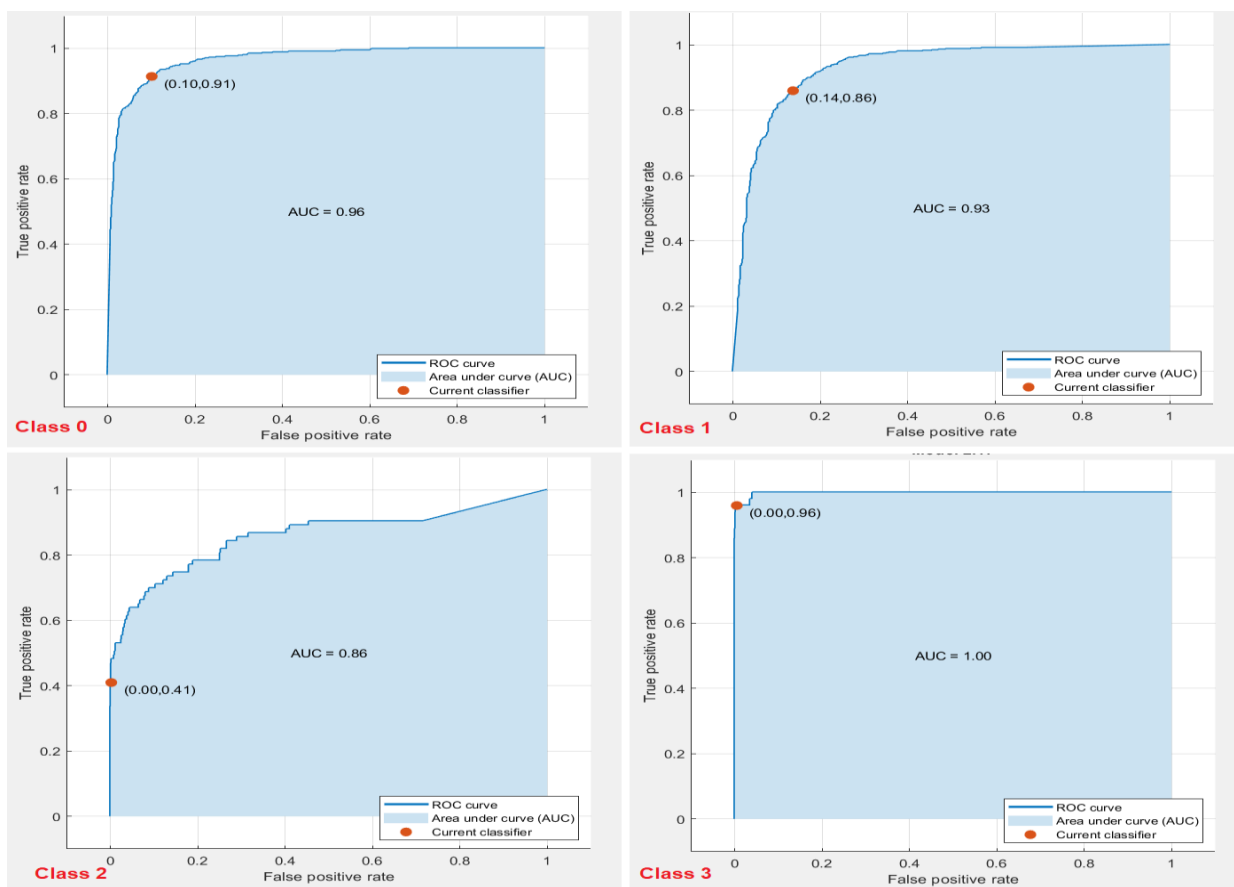 1
0.8
0.6
0.4
0.2
0
True positive rate
(0.10,0.91)
AUC = 0.96
ROC curve
Area under curve (AUC)
Current classifier
0 0.2 0.4 0.6 0.8 1
False positive rate
Class 0
1
0.8
0.6
0.4
0.2
0
True positive rate
(0.14,0.86)
AUC = 0.93
ROC curve
Area under curve (AUC)
Current classifier
0 0.2 0.4 0.6 0.8 1
False positive rate
Class 1
1
0.8
0.6
0.4
0.2
0
True positive rate
(0.00,0.41)
AUC = 0.86
ROC curve
Area under curve (AUC)
Current classifier
0 0.2 0.4 0.6 0.8 1
False positive rate
Class 2
1
0.8
0.6
0.4
0.2
0
True positive rate
(0.00,0.96)
AUC = 1.00
ROC curve
Area under curve (AUC)
Current classifier
0 0.2 0.4 0.6 0.8 1
False positive rate
Class 3